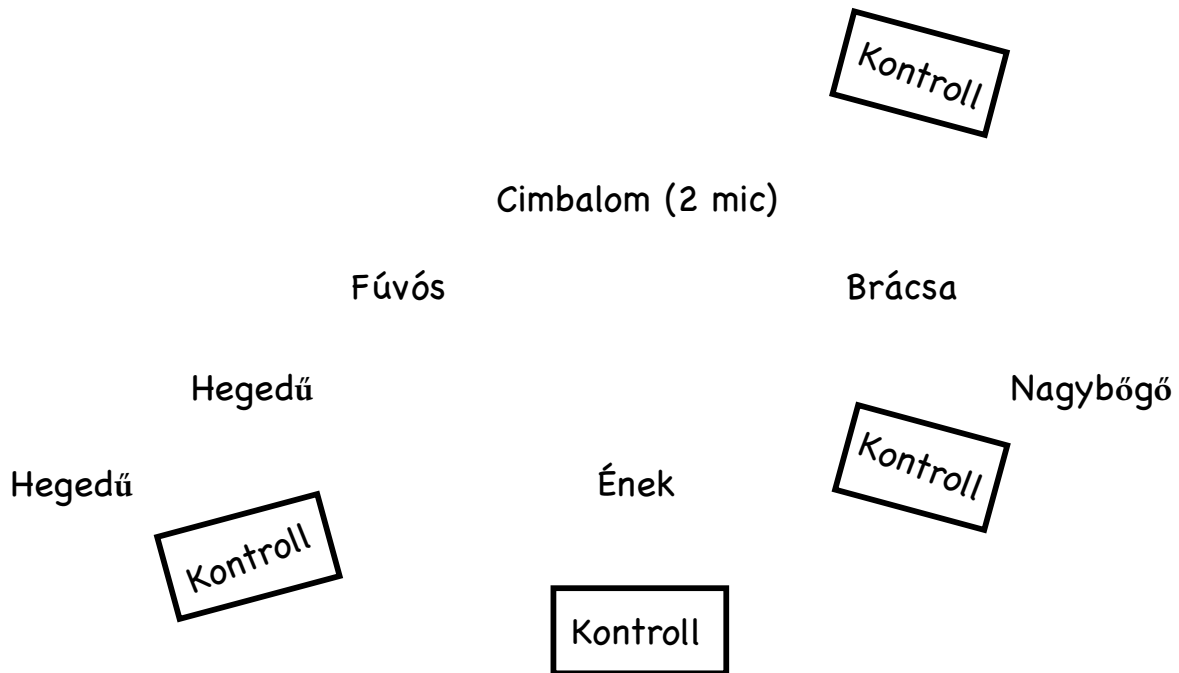 Kontroll
Cimbalom (2 mic)
Fúvós
Brácsa
Hegedű
Nagybőgő
Kontroll
Hegedű
Ének
Kontroll
Kontroll